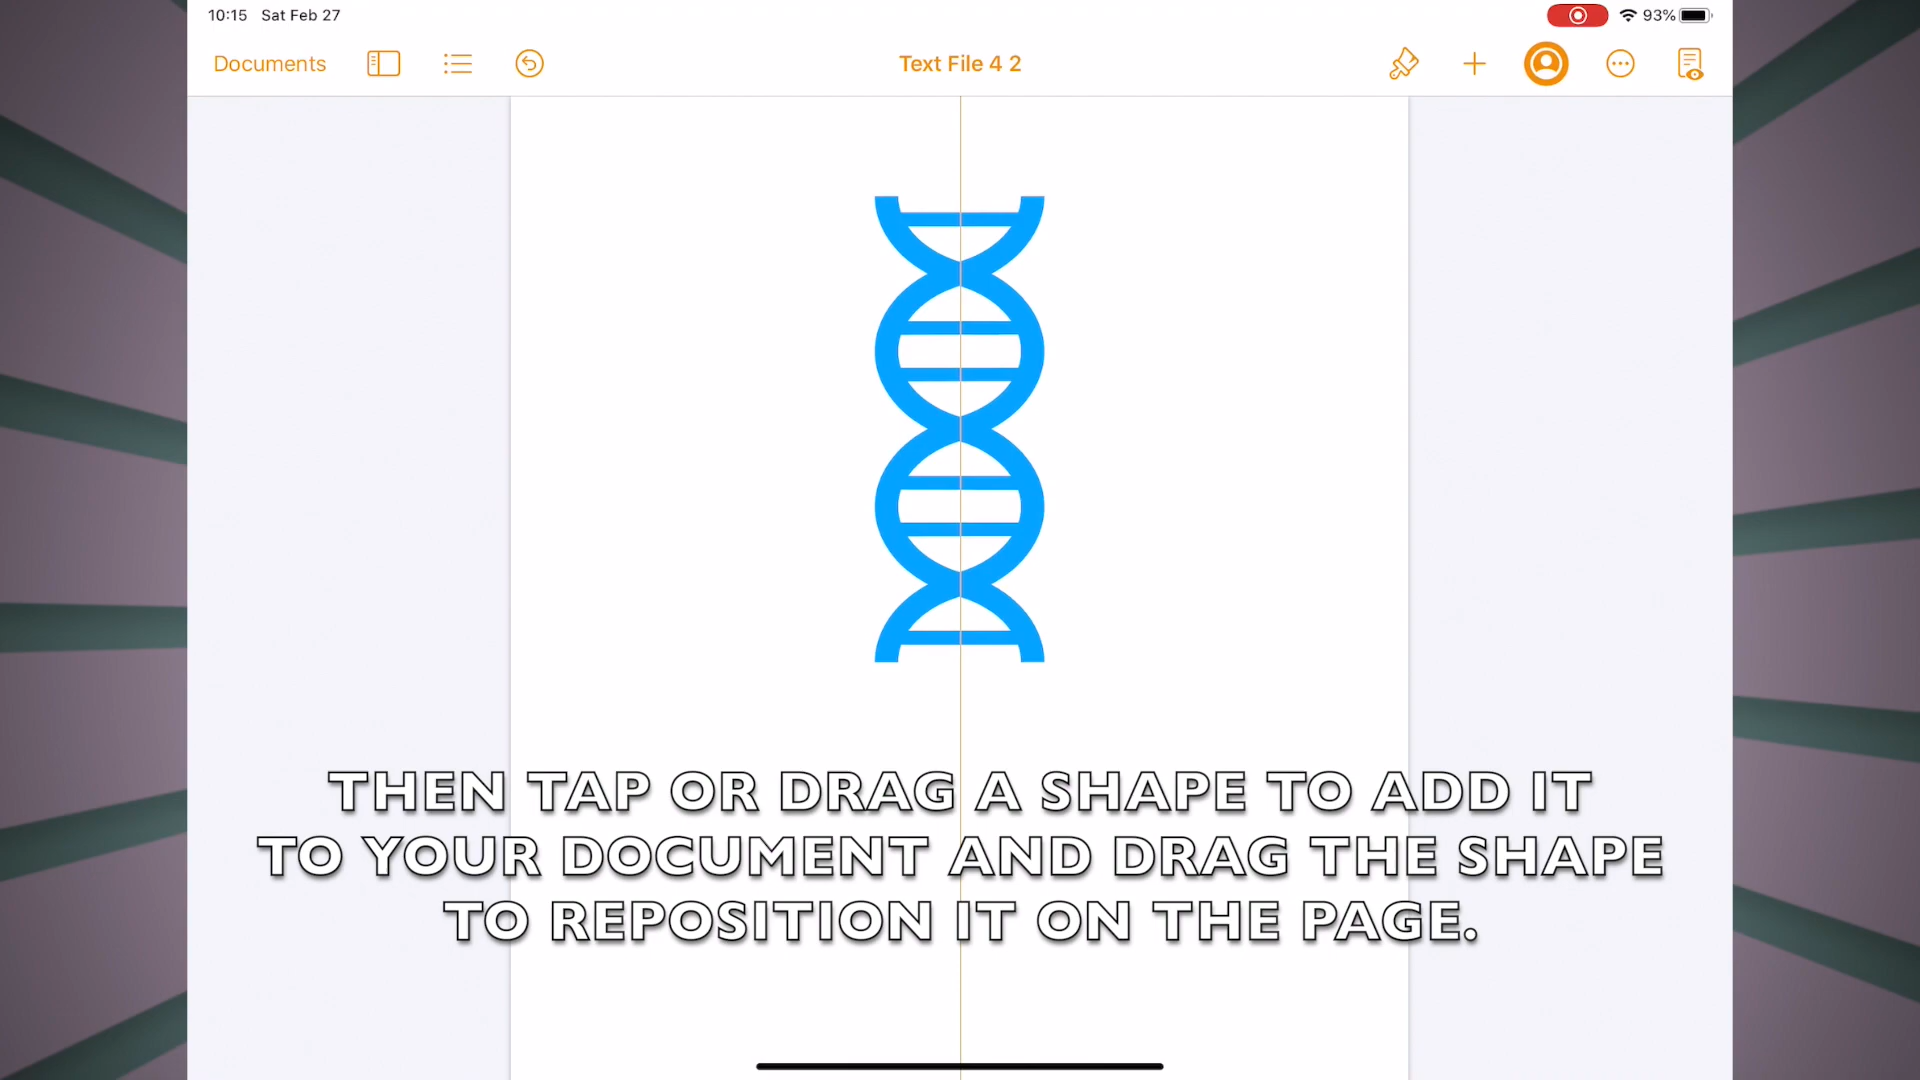 10:15 Sat Feb 27
93%
Documents
Text File 4 2
THEN TAP OR DRAG A SHAPE TO ADD IT
TO YOUR DOCUMENT AND DRAG THE SHAPE
TO REPOSITION IT ON THE PAGE.